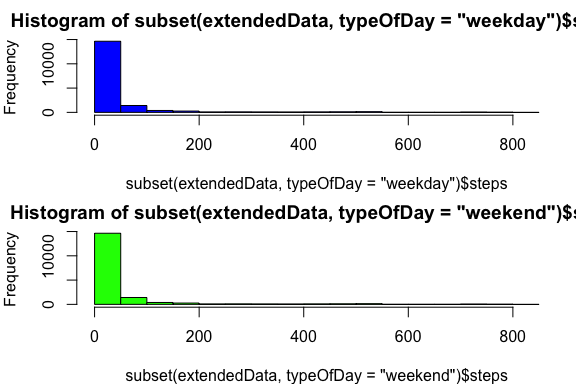 Histogram of subset(extendedData, typeOfDay = "weekday")$s
Frequency
10000
0
0 200 400 600 800
subset(extendedData, typeOfDay = "weekday")$steps
Histogram of subset(extendedData, typeOfDay = "weekend")$s
Frequency
10000
0
0 200 400 600 800
subset(extendedData, typeOfDay = "weekend")$steps